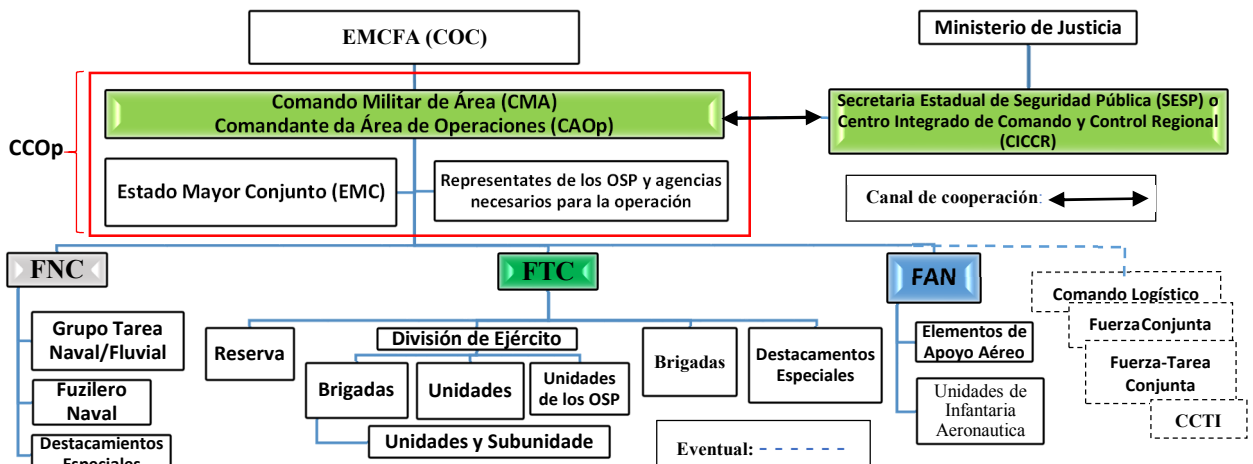 EMCFA (COC)
Ministerio de Justicia
CCOp
Comando Militar de Área (CMA)
Comandante da Área de Operaciones (CAOp)
Secretaria Estadual de Seguridad Pública (SESP) o
Centro Integrado de Comando y Control Regional
(CICCR)
Estado Mayor Conjunto (EMC)
Representates de los OSP y agencias
necesarios para la operación
Canal de cooperación:
FNC
FTC
FAN
Grupo Tarea
Naval/Fluvial
Fuzilero
Naval
Destacamientos
Especiales
Reserva
División de Ejército
Brigadas
Unidades
Unidades
de los OSP
Unidades y Subunidade
Brigadas
Destacamentos
Especiales
Elementos de
Apoyo Aéreo
Unidades de
Infantaria
Aeronautica
Comando Logístico
Fuerza Conjunta
Fuerza-Tarea
Conjunta
CCTI
Eventual: